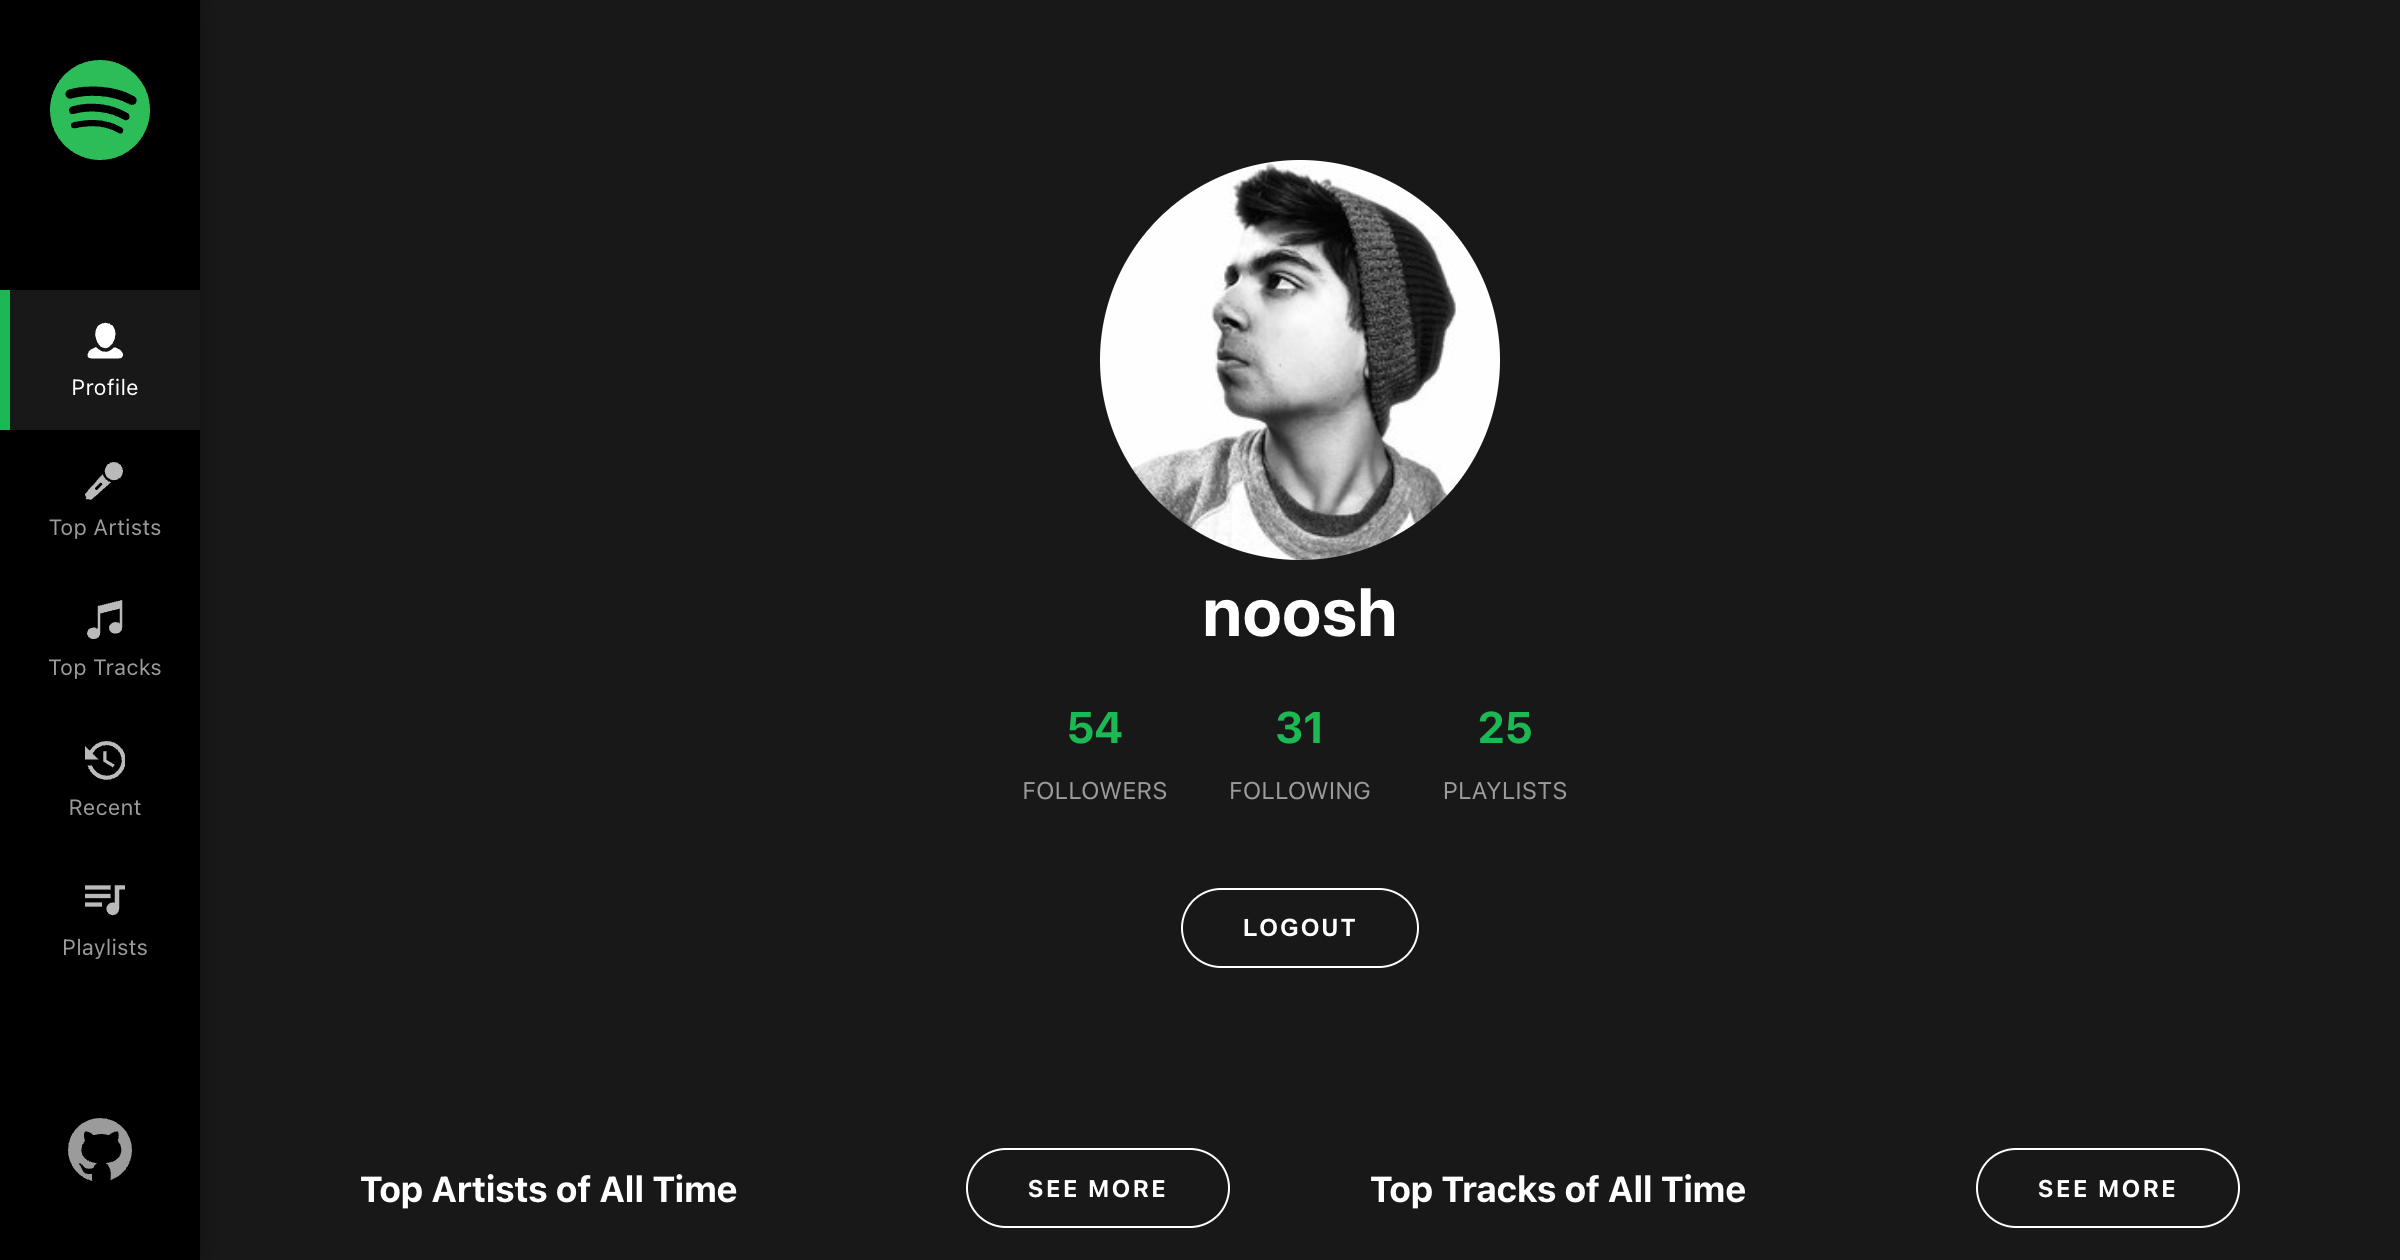 Profile
Top Artists
Top Tracks
Recent
Playlists
noosh
54 31 25
FOLLOWERS FOLLOWING PLAYLISTS
LOGOUT
Top Artists of All Time SEE MORE Top Tracks of All Time SEE MORE